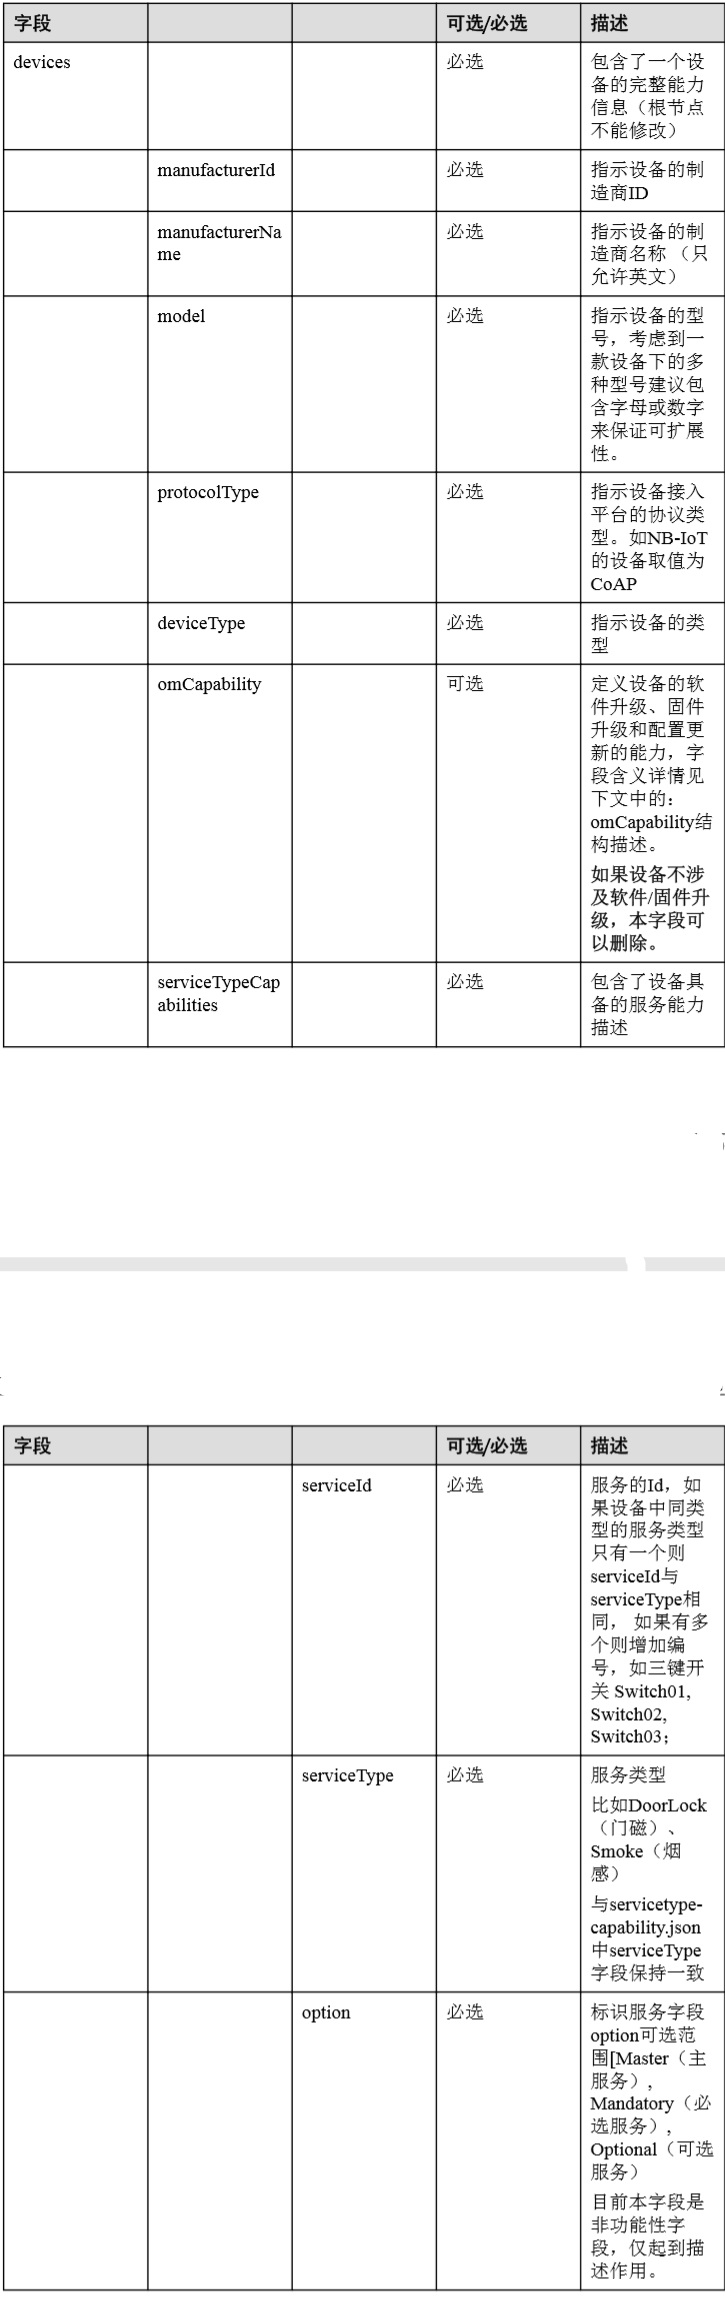 字段 可选/必选 描述
devices 必选 包含了一个设
备的完整能力
信息（根节点
不能修改）
manufacturerId 必选 指示设备的制
造商ID
manufacturerNa 必选 指示设备的制
me 造商名称 （只
允许英文）
model 必选 指示设备的型
号，考虑到一
款设备下的多
种型号建议包
含字母或数字
来保证可扩展
性。
protocolType 必选 指示设备接入
平台的协议类
型。如NB-IoT
的设备取值为
CoAP
deviceType 必选 指示设备的类
型
omCapability 可选 定义设备的软
件升级、固件
升级和配置更
新的能力，字
段含义详情见
下文中的：
omCapability结
构描述。
如果设备不涉
及软件/固件升
级，本字段可
以删除。
serviceTypeCap 必选 包含了设备具
abilities 备的服务能力
描述
字段 可选/必选 描述
serviceId 必选 服务的Id，如
果设备中同类
型的服务类型
只有一个则
serviceId与
serviceType相
同， 如果有多
个则增加编
号，如三键开
关 Switch01,
Switch02,
Switch03；
serviceType 必选 服务类型
比如DoorLock
（门磁）、
Smoke（烟
感）
与servicetype-
capability.json
中serviceType
字段保持一致
option 必选 标识服务字段
option可选范
围[Master（主
服务）,
Mandatory（必
选服务）,
Optional（可选
服务）
目前本字段是
非功能性字
段，仅起到描
述作用。